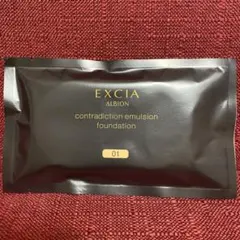 EXCIA
ALBION
contradiction emulsion
foundation
01